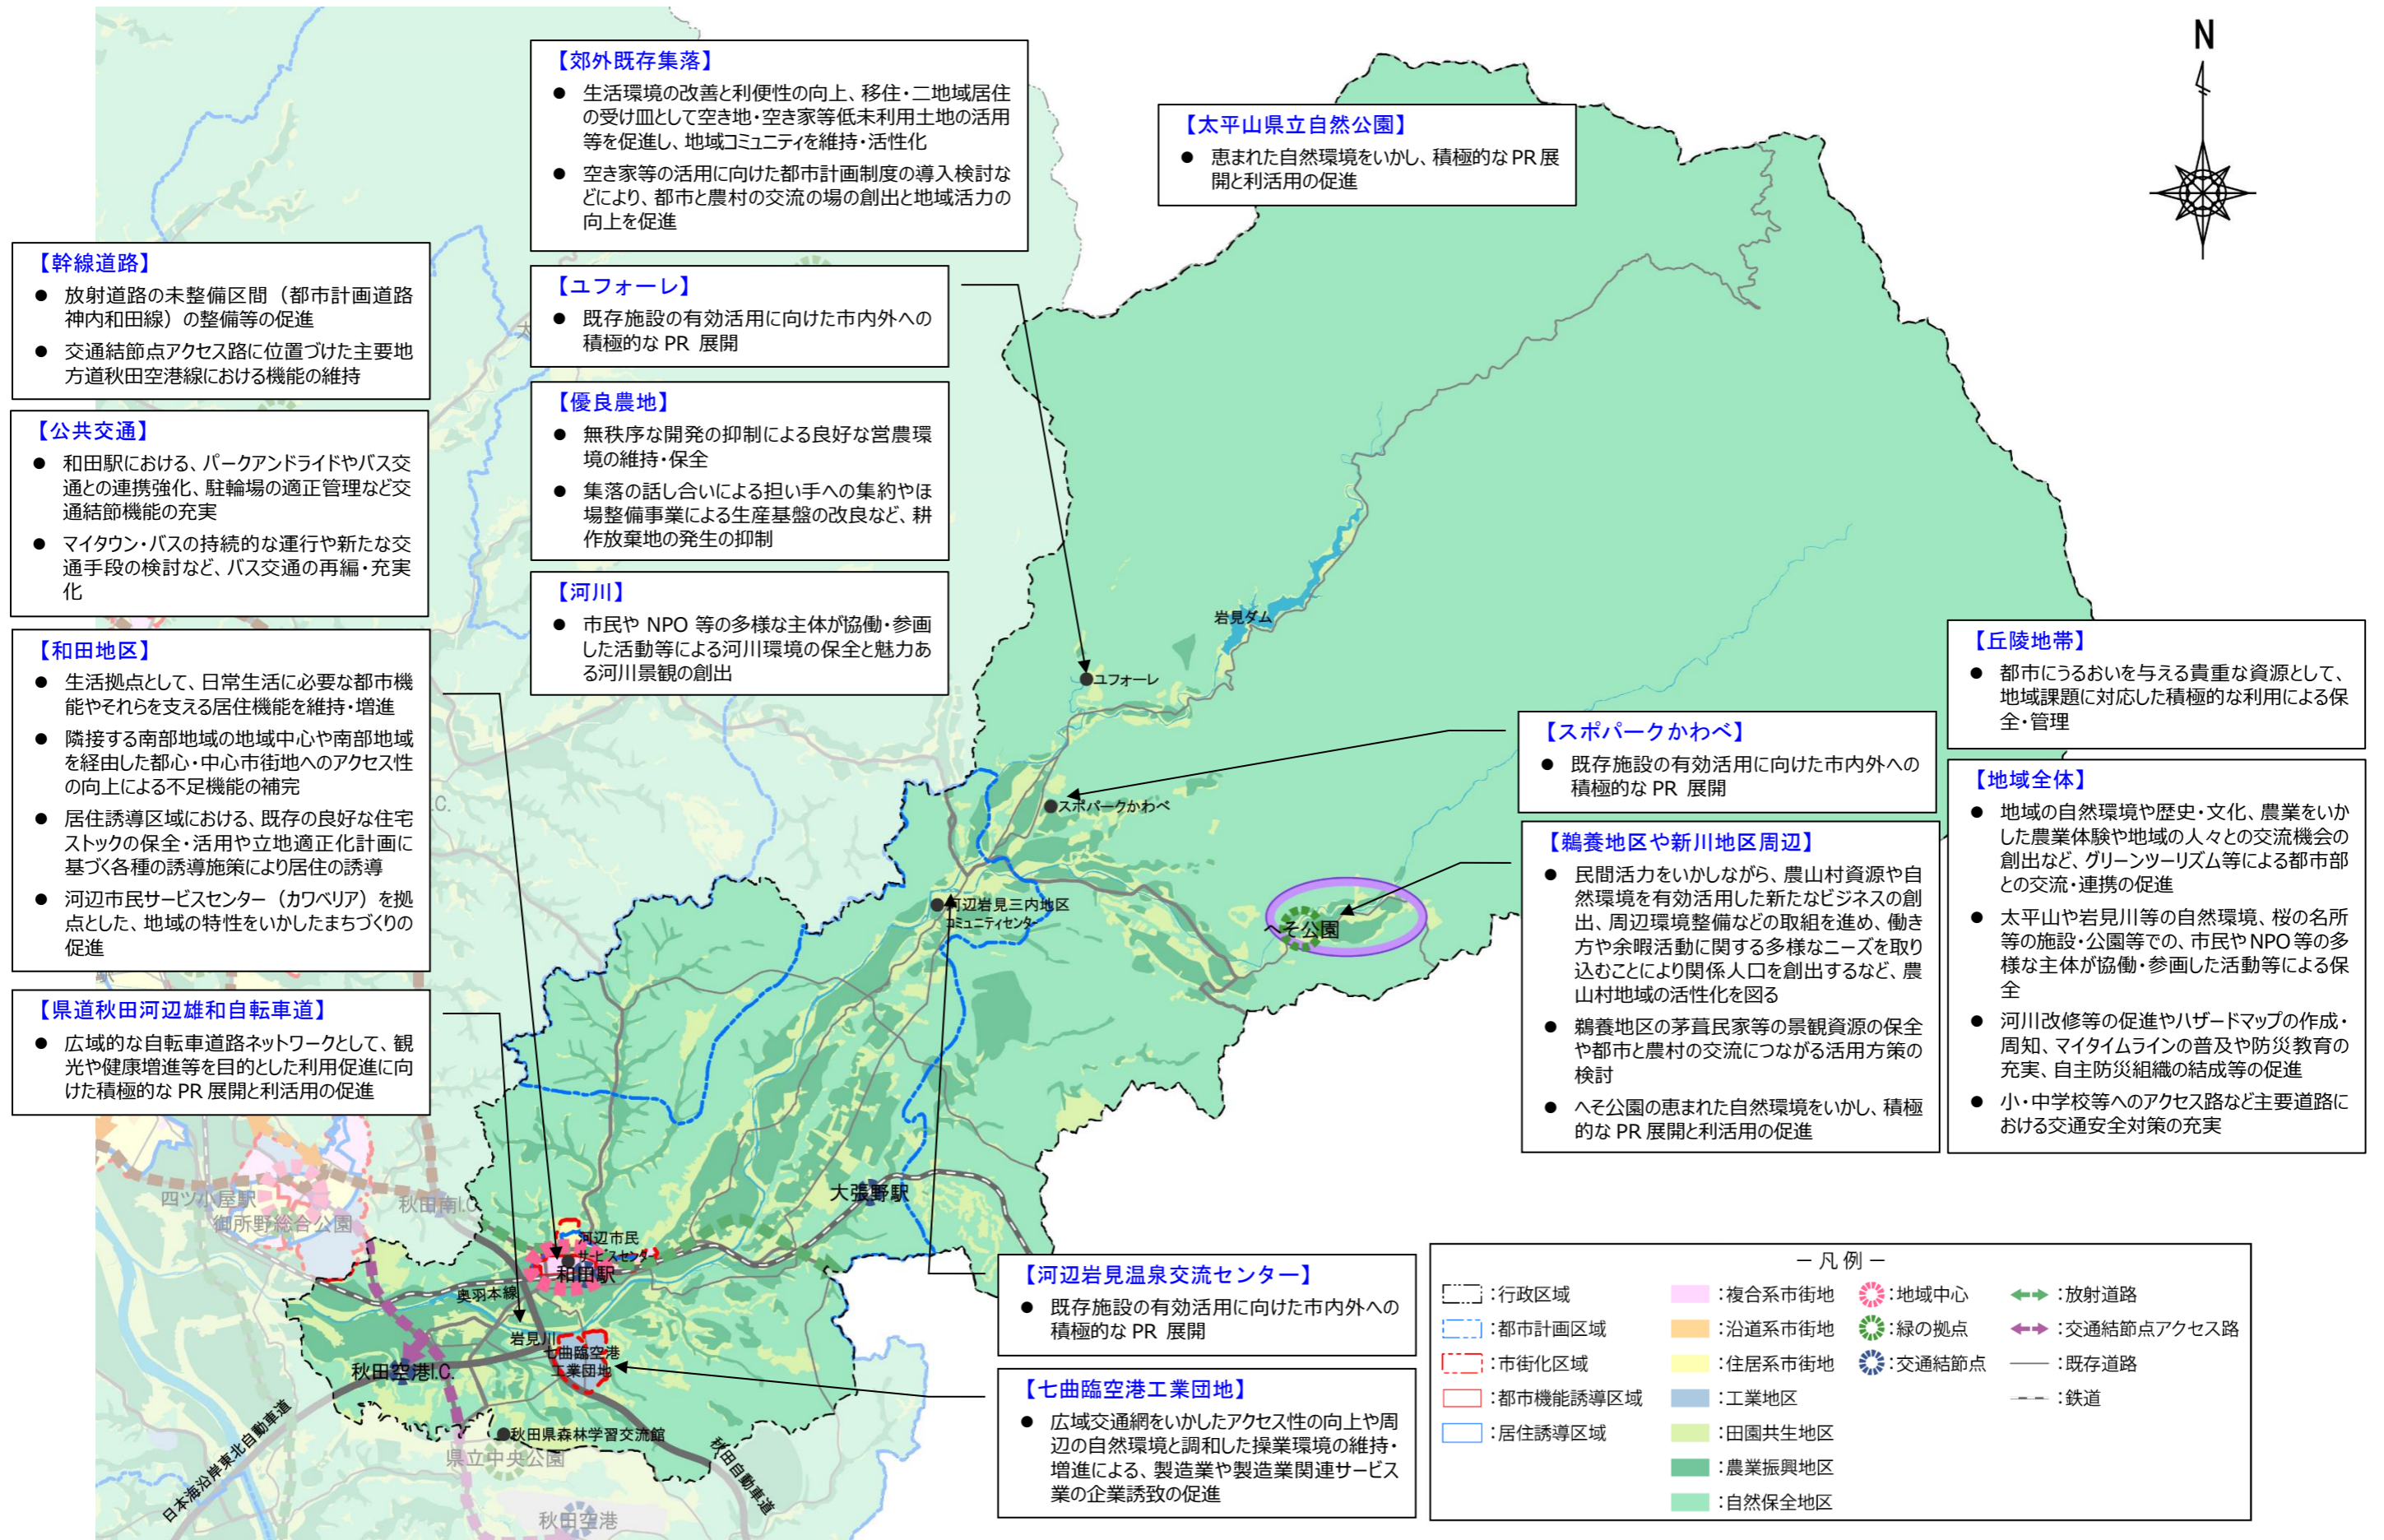 【郊外既存集落】
● 生活環境の改善と利便性の向上、移住・二地域居住
の受け皿として空き地・空き家等低未利用土地の活用
等を促進し、地域コミュニティを維持・活性化
● 空き家等の活用に向けた都市計画制度の導入検討な
どにより、都市と農村の交流の場の創出と地域活力の
向上を促進
【太平山県立自然公園】
● 恵まれた自然環境をいかし、積極的なPR展
開と利活用の促進
N
【幹線道路】
● 放射道路の未整備区間（都市計画道路
神内和田線）の整備等の促進
● 交通結節点アクセス路に位置づけた主要地
方道秋田空港線における機能の維持
【ユフォーレ】
● 既存施設の有効活用に向けた市内外への
積極的な PR 展開
【公共交通】
● 和田駅における、パークアンドライドやバス交
通との連携強化、駐輪場の適正管理など交
通結節機能の充実
● マイタウン・バスの持続的な運行や新たな交
通手段の検討など、バス交通の再編・充実
化
【優良農地】
● 無秩序な開発の抑制による良好な営農環
境の維持・保全
● 集落の話し合いによる担い手への集約やほ
場整備事業による生産基盤の改良など、耕
作放棄地の発生の抑制
【河川】
● 市民や NPO 等の多様な主体が協働・参画
した活動等による河川環境の保全と魅力あ
る河川景観の創出
【和田地区】
● 生活拠点として、日常生活に必要な都市機
能やそれらを支える居住機能を維持・増進
● 隣接する南部地域の地域中心や南部地域
を経由した都心・中心市街地へのアクセス性
の向上による不足機能の補完
● 居住誘導区域における、既存の良好な住宅
ストックの保全・活用や立地適正化計画に
基づく各種の誘導施策により居住の誘導
● 河辺市民サービスセンター（カワベリア）を拠
点とした、地域の特性をいかしたまちづくりの
促進
【県道秋田河辺雄和自転車道】
● 広域的な自転車道路ネットワークとして、観
光や健康増進等を目的とした利用促進に向
けた積極的な PR 展開と利活用の促進
岩見ダム
ユフォーレ
スポパークかわべ
河辺岩見三内地区
コミュニティセンター
へそ公園
【丘陵地帯】
● 都市にうるおいを与える貴重な資源として、
地域課題に対応した積極的な利用による保
全・管理
【スポパークかわべ】
● 既存施設の有効活用に向けた市内外への
積極的な PR 展開
【鵜養地区や新川地区周辺】
● 民間活力をいかしながら、農山村資源や自
然環境を有効活用した新たなビジネスの創
出、周辺環境整備などの取組を進め、働き
方や余暇活動に関する多様なニーズを取り
込むことにより関係人口を創出するなど、農
山村地域の活性化を図る
● 鵜養地区の茅葺民家等の景観資源の保全
や都市と農村の交流につながる活用方策の
検討
● へそ公園の恵まれた自然環境をいかし、積極
的な PR 展開と利活用の促進
【地域全体】
● 地域の自然環境や歴史・文化、農業をいか
した農業体験や地域の人々との交流機会の
創出など、グリーンツーリズム等による都市部
との交流・連携の促進
● 太平山や岩見川等の自然環境、桜の名所
等の施設・公園等での、市民やNPO等の多
様な主体が協働・参画した活動等による保
全
● 河川改修等の促進やハザードマップの作成・
周知、マイタイムラインの普及や防災教育の
充実、自主防災組織の結成等の促進
● 小・中学校等へのアクセス路など主要道路に
おける交通安全対策の充実
四ツ小屋駅
御所野総合公園
秋田南I.C.
大張野駅
河辺市民
サービスセンター
和田駅
奥羽本線
岩見川
七曲臨空港
工業団地
秋田空港I.C.
秋田県森林学習交流館
県立中央公園
秋田空港
日本海沿岸東北自動車道
秋田自動車道
【河辺岩見温泉交流センター】
● 既存施設の有効活用に向けた市内外への
積極的な PR 展開
【七曲臨空港工業団地】
● 広域交通網をいかしたアクセス性の向上や周
辺の自然環境と調和した操業環境の維持・
増進による、製造業や製造業関連サービス
業の企業誘致の促進
－ 凡 例 －
：行政区域
：都市計画区域
：市街化区域
：都市機能誘導区域
：居住誘導区域
：複合系市街地
：沿道系市街地
：住居系市街地
：工業地区
：田園共生地区
：農業振興地区
：自然保全地区
：地域中心
：緑の拠点
：交通結節点
：放射道路
：交通結節点アクセス路
：既存道路
：鉄道